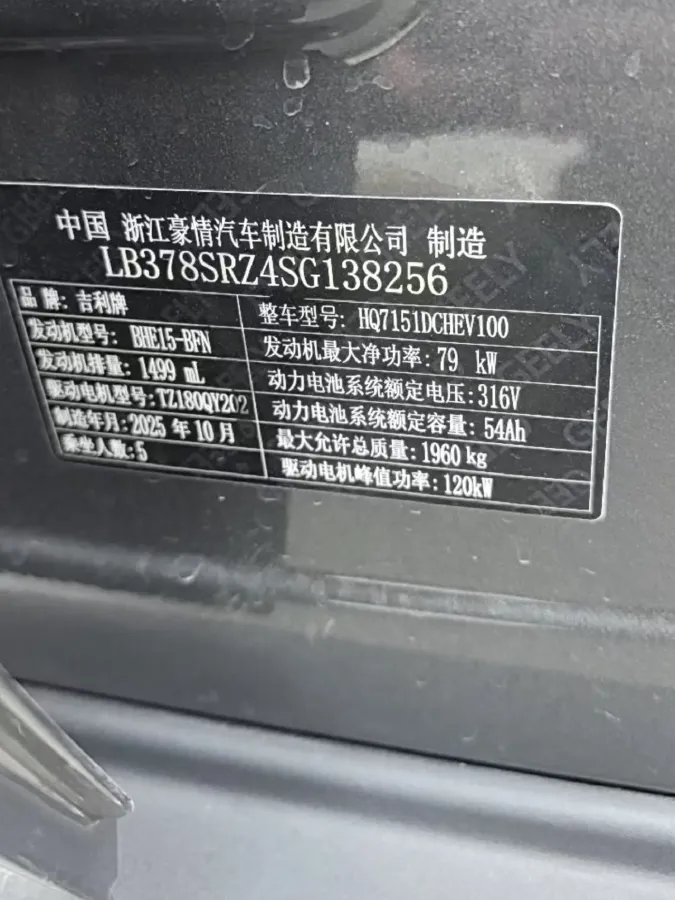 中国 浙江豪情汽车制造有限公司 制造
LB378SRZ4SG138256
品 牌: 吉利牌
整车型号: HQ7151DCHEV100
发动机型号: BHE15-BFN
发动机最大净功率: 79 kW
发动机排量: 1499 mL
动力电池系统额定电压: 316V
驱动电机型号: TZ180QY202
动力电池系统额定容量: 54Ah
制造年月: 2025 年 10 月
最大允许总质量: 1960 kg
乘坐人数: 5
驱动电机峰值功率: 120kW